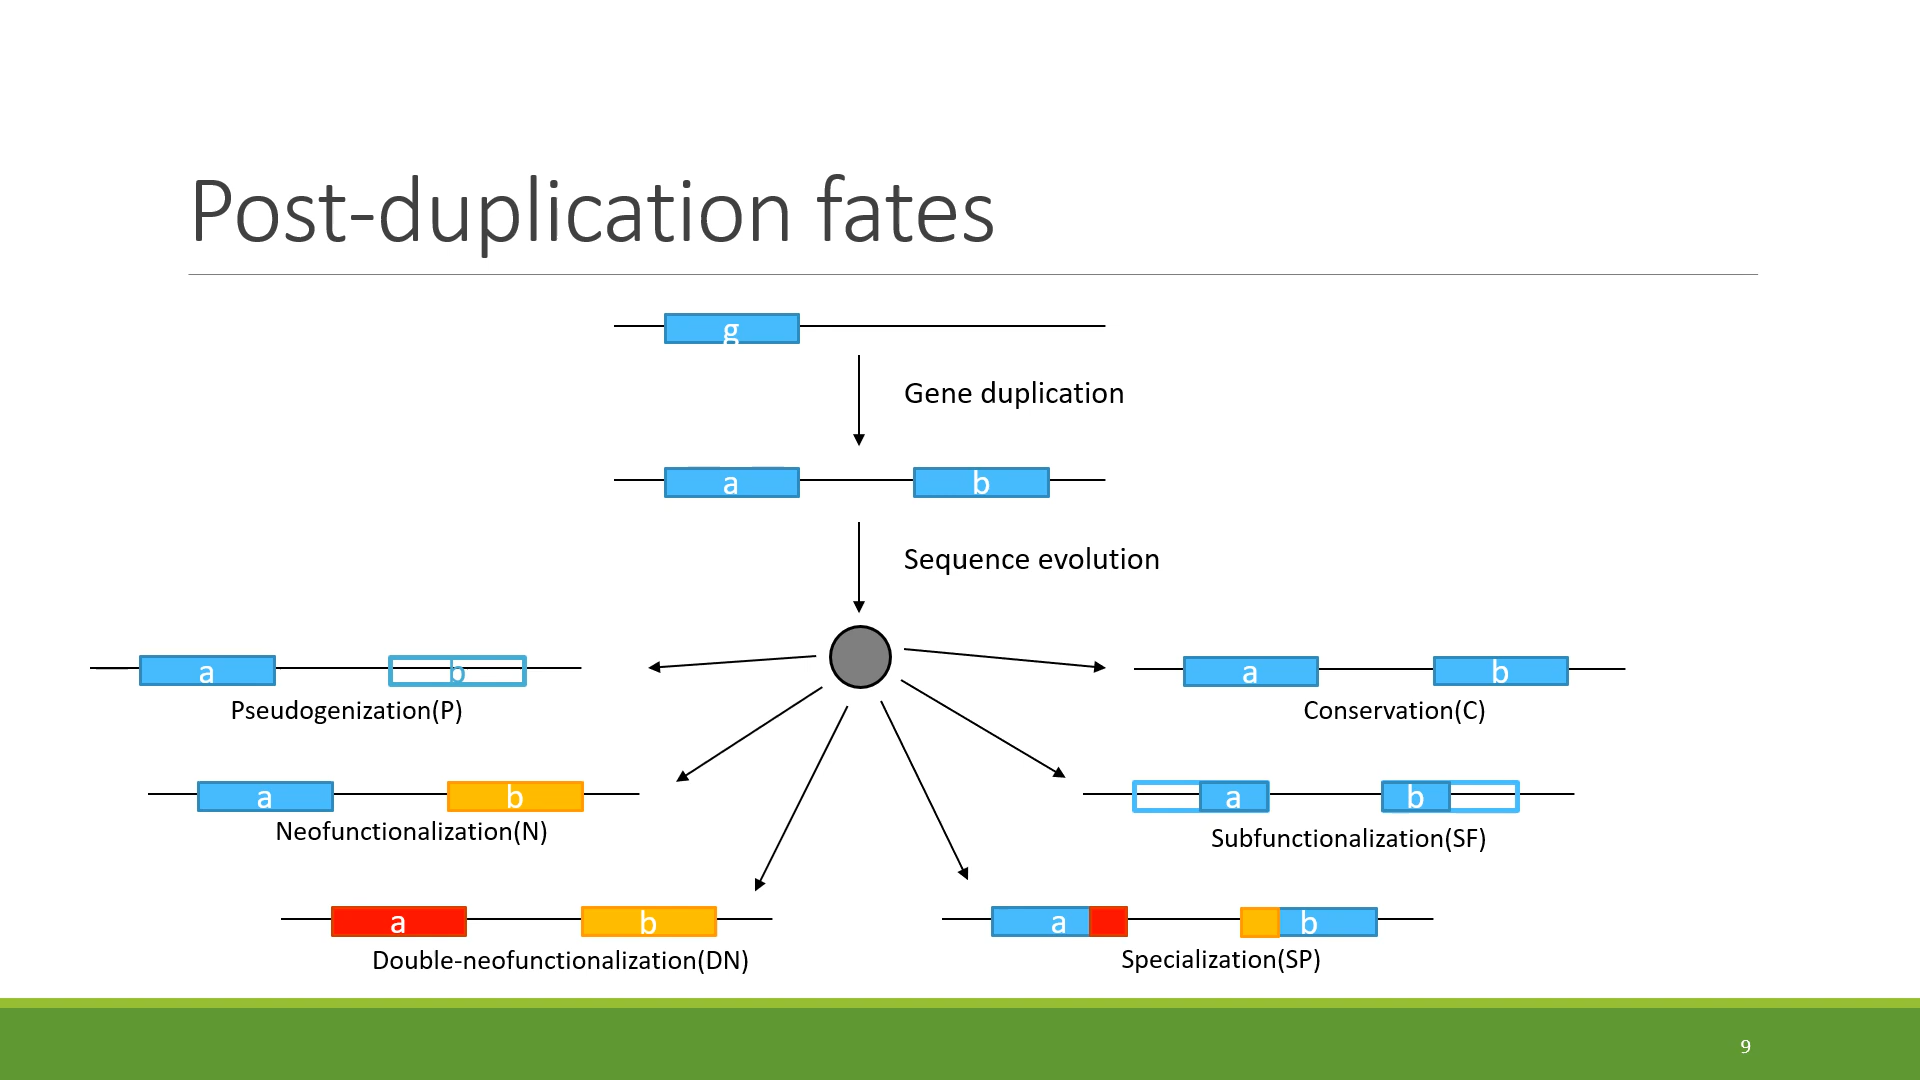 Post-duplication fates
g
Gene duplication
a b
Sequence evolution
a b
Pseudogenization(P)
a b
Conservation(C)
a b
Neofunctionalization(N)
a b
Subfunctionalization(SF)
a b
Double-neofunctionalization(DN)
a b
Specialization(SP)
9